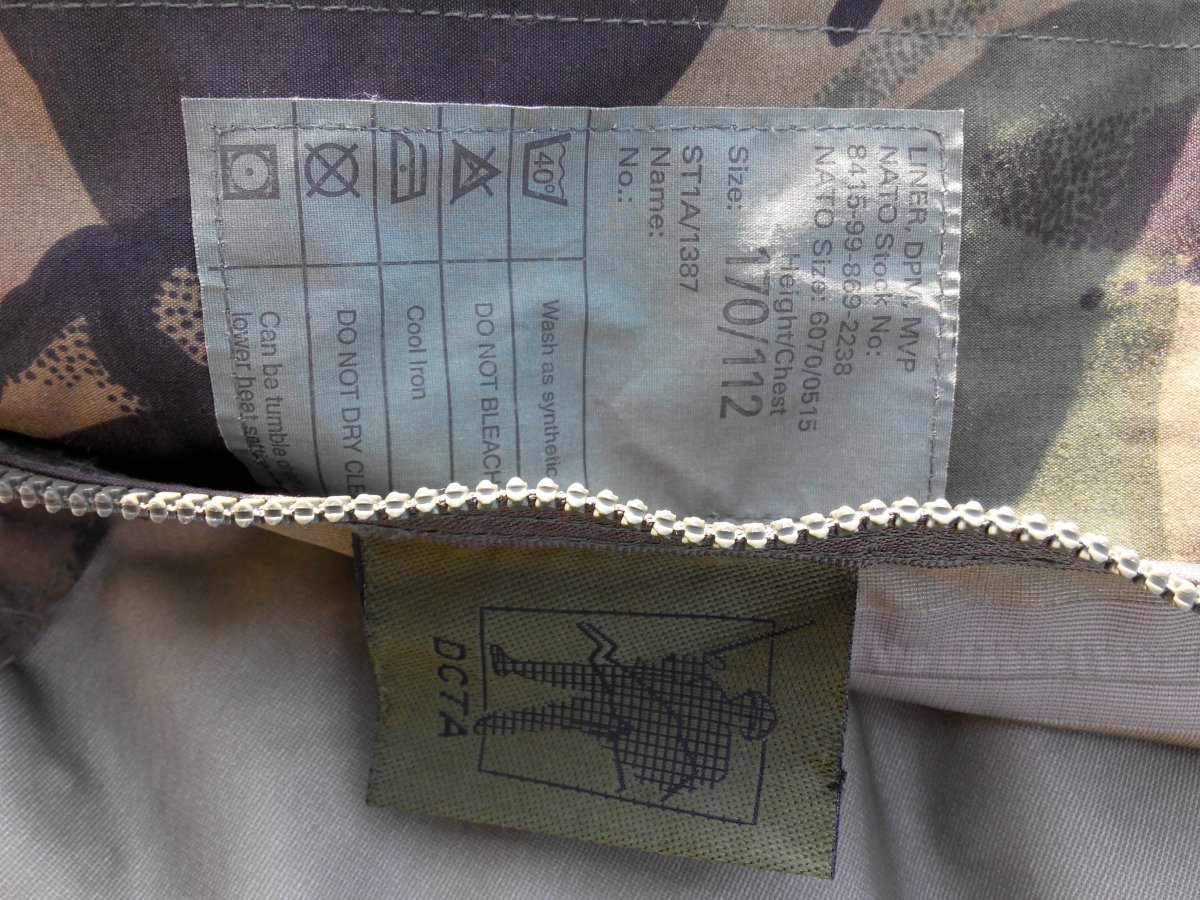 LINER, DPM, MVP
NATO Stock No:
8415-99-869-2238
NATO Size: 6070/0515
Height/Chest
Size: 170/112
ST1A/1387
Name:
No.:
40° Wash as synthetic
DO NOT BLEACH
Cool Iron
DO NOT DRY CLE
Can be tumble
lower heat
DCTA